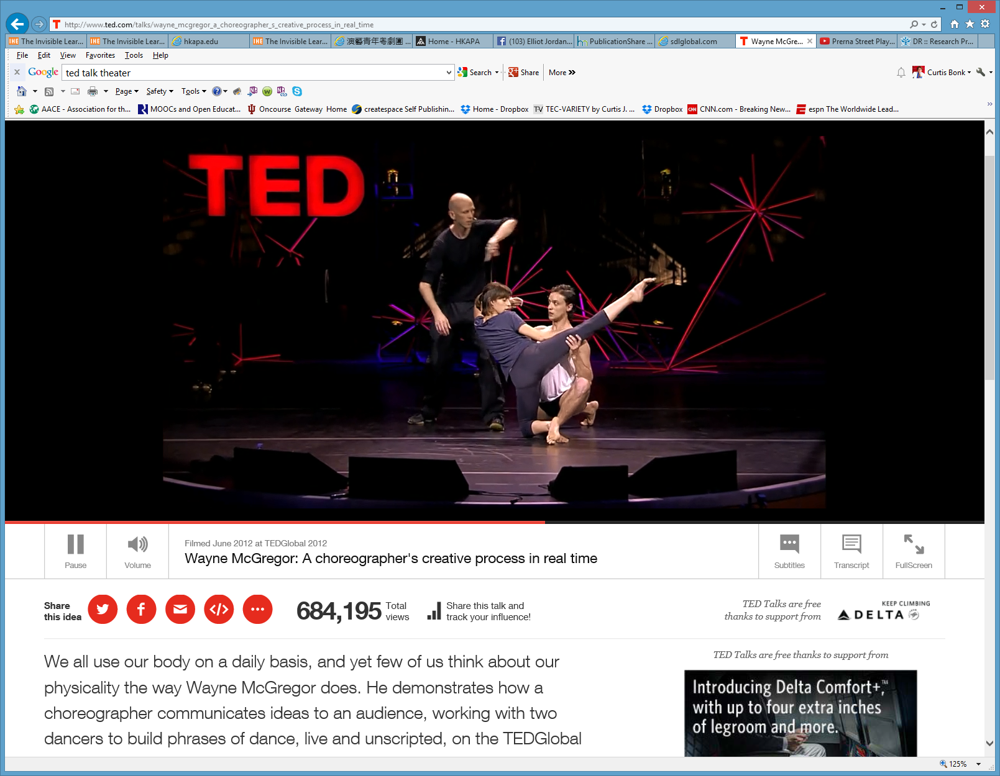 http://www.ted.com/talks/wayne_mcgregor_a_choreographer_s_creative_process_in_real_time
The Invisible Lear...
The Invisible Lear...
hkapa.edu
The Invisible Lear...
演藝青年粵劇團 ...
Home - HKAPA
(103) Elliot Jordan...
PublicationShare ...
sdlglobal.com
Wayne McGre...
Prerna Street Play...
DR :: Research Pr...
File Edit View Favorites Tools Help
x Google ted talk theater Search Share More »
Curtis Bonk
Page Safety Tools
AACE - Association for th... MOOCs and Open Educat... Oncourse Gateway Home createspace Self Publishin... Home - Dropbox TEC-VARIETY by Curtis J. ... Dropbox CNN.com - Breaking New... espn The Worldwide Lead...
TED
Pause
Volume
Filmed June 2012 at TEDGlobal 2012
Wayne McGregor: A choreographer's creative process in real time
Subtitles
Transcript
FullScreen
Share
this idea
684,195 Total
views
Share this talk and
track your influence!
TED Talks are free
thanks to support from
KEEP CLIMBING
DELTA
We all use our body on a daily basis, and yet few of us think about our
physicality the way Wayne McGregor does. He demonstrates how a
choreographer communicates ideas to an audience, working with two
dancers to build phrases of dance, live and unscripted, on the TEDGlobal
TED Talks are free thanks to support from
Introducing Delta Comfort+,™
with up to four extra inches
of legroom and more.
125%